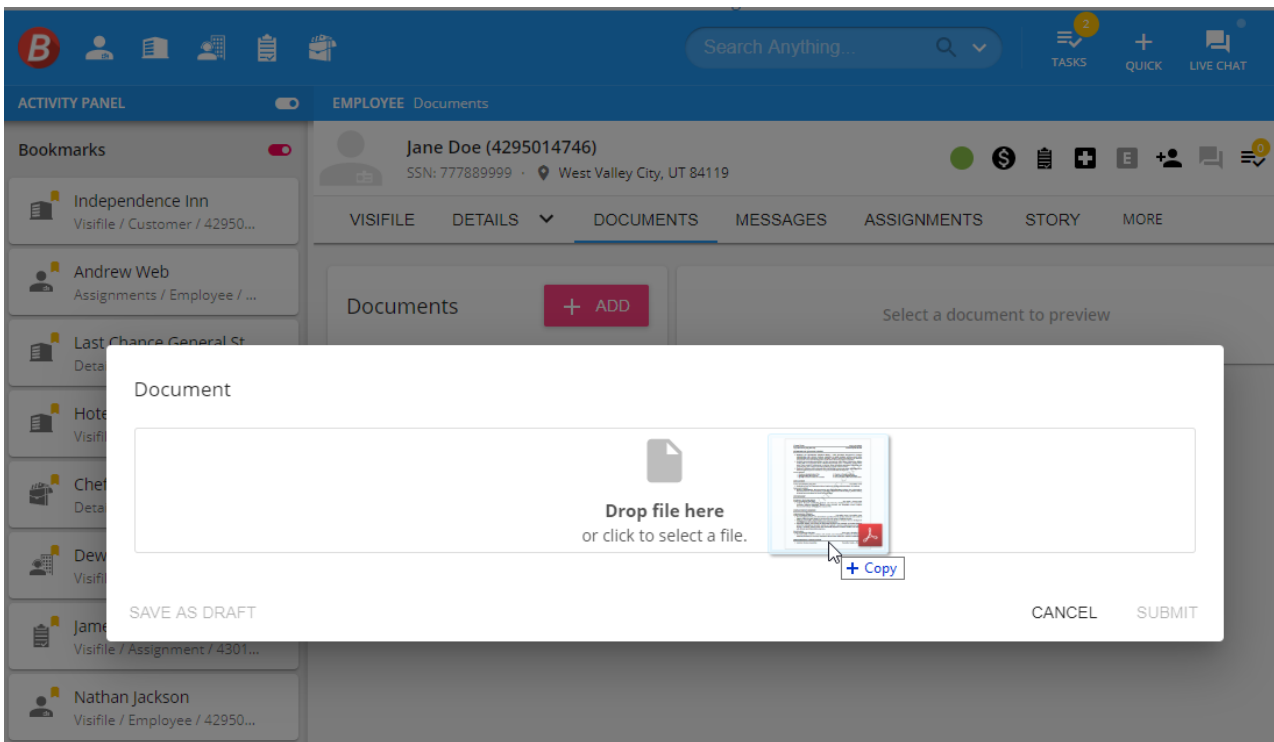 B
Search Anything...
2
TASKS
QUICK
LIVE CHAT
ACTIVITY PANEL
EMPLOYEE Documents
Bookmarks
Independence Inn
Visifile / Customer / 42950...
Andrew Web
Assignments / Employee / ...
Last Chance General St
Deta
Hote
Visifil
Chef
Deta
Dew
Visifil
Jame
Visifile / Assignment / 4301...
Nathan Jackson
Visifile / Employee / 42950...
Jane Doe (4295014746)
SSN: 777889999 · West Valley City, UT 84119
E
0
VISIFILE DETAILS DOCUMENTS MESSAGES ASSIGNMENTS STORY MORE
Documents
+ ADD
Select a document to preview
Document
Drop file here
or click to select a file.
+ Copy
SAVE AS DRAFT
CANCEL
SUBMIT